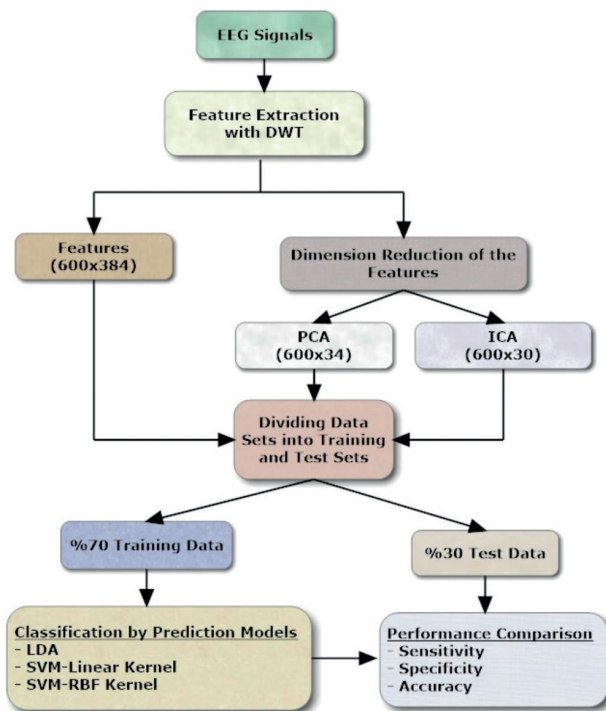 EEG Signals
Feature Extraction
with DWT
Features
(600x384)
Dimension Reduction of the
Features
PCA
(600x34)
ICA
(600x30)
Dividing Data
Sets into Training
and Test Sets
%70 Training Data
%30 Test Data
Classification by Prediction Models
- LDA
- SVM-Linear Kernel
- SVM-RBF Kernel
Performance Comparison
- Sensitivity
- Specificity
- Accuracy